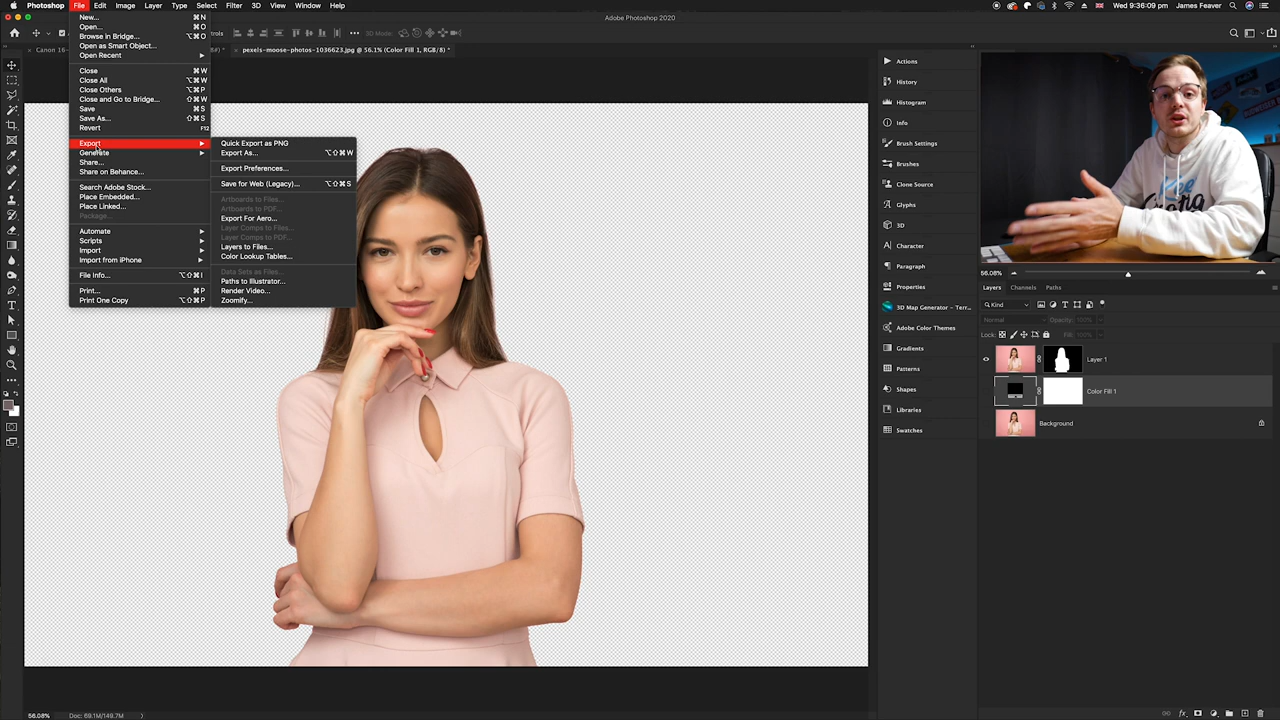 Photoshop File Edit Image Layer Type Select Filter 3D View Window Help Wed 9:36:09 pm James Feaver
Adobe Photoshop 2020
3D Mode:
pexels-moose-photos-1036623.jpg @ 56.1% (Color Fill 1, RGB/8) *
New... ⌘N
Open... ⌘O
Browse in Bridge... ⌥⌘O
Open as Smart Object...
Open Recent
Close ⌘W
Close All ⌥⌘W
Close Others ⌥⌘P
Close and Go to Bridge... ⇧⌘W
Save ⌘S
Save As... ⇧⌘S
Revert F12
Export
Generate
Share...
Share on Behance...
Search Adobe Stock...
Place Embedded...
Place Linked...
Package...
Automate
Scripts
Import
Import from iPhone
File Info... ⌥⇧⌘I
Print... ⌘P
Print One Copy ⌥⇧⌘P
Quick Export as PNG
Export As... ⌥⇧⌘W
Export Preferences...
Save for Web (Legacy)... ⌥⇧⌘S
Artboards to Files...
Artboards to PDF...
Export For Aero...
Layer Comps to Files...
Layer Comps to PDF...
Layers to Files...
Color Lookup Tables...
Data Sets as Files...
Paths to Illustrator...
Render Video...
Zoomify...
Actions
History
Histogram
Info
Brush Settings
Brushes
Clone Source
Glyphs
3D
Character
Paragraph
Properties
3D Map Generator – Terr...
Adobe Color Themes
Gradients
Patterns
Shapes
Libraries
Swatches
56.08%
Layers Channels Paths
Kind
Normal Opacity: 100%
Lock: Fill: 100%
Layer 1
Color Fill 1
Background
56.08% Doc: 69.1M/149.7M